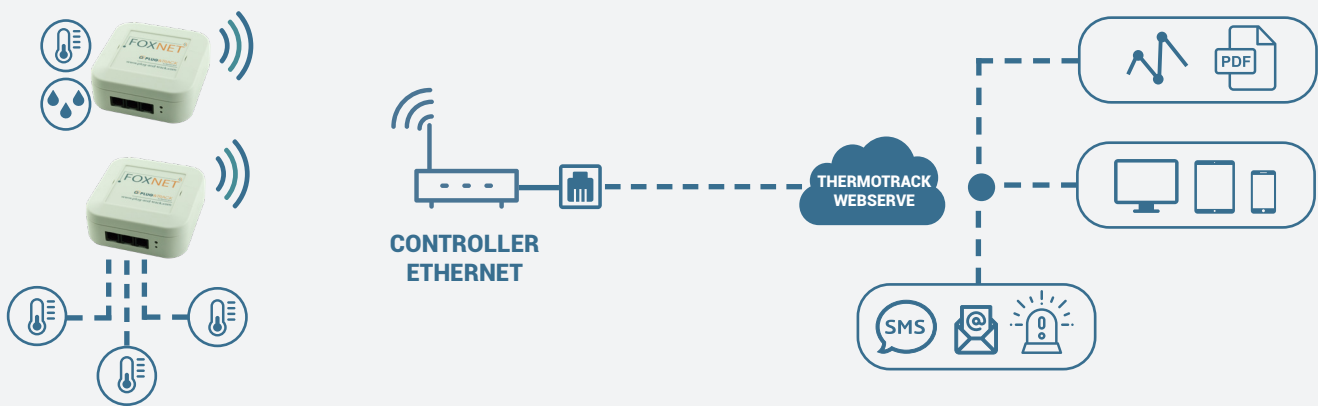 FOXNET
FOXNET
CONTROLLER
ETHERNET
THERMOTRACK
WEBSERVE
PDF
SMS
@